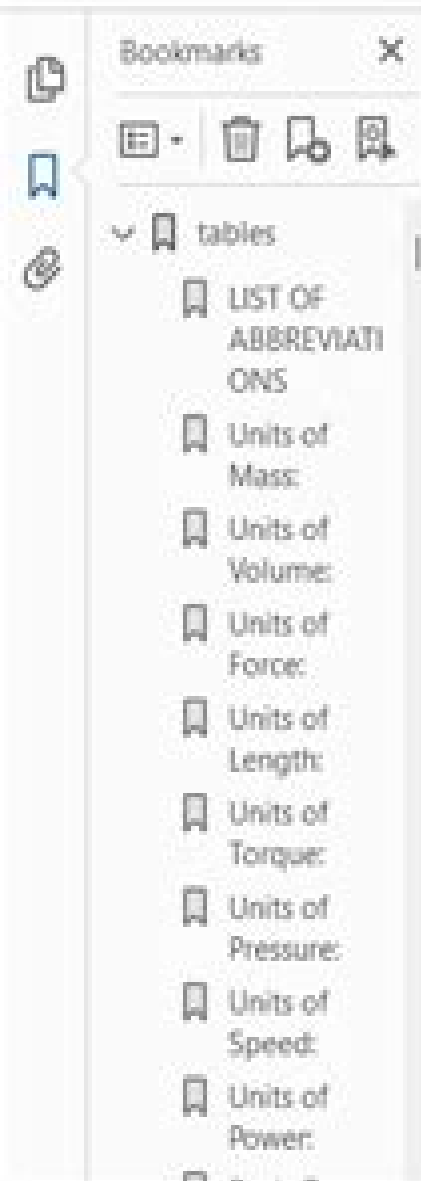 Bookmarks
tables
LIST OF
ABBREVIATI
ONS
Units of
Mass:
Units of
Volume:
Units of
Force:
Units of
Length:
Units of
Torque:
Units of
Pressure:
Units of
Speed:
Units of
Power: